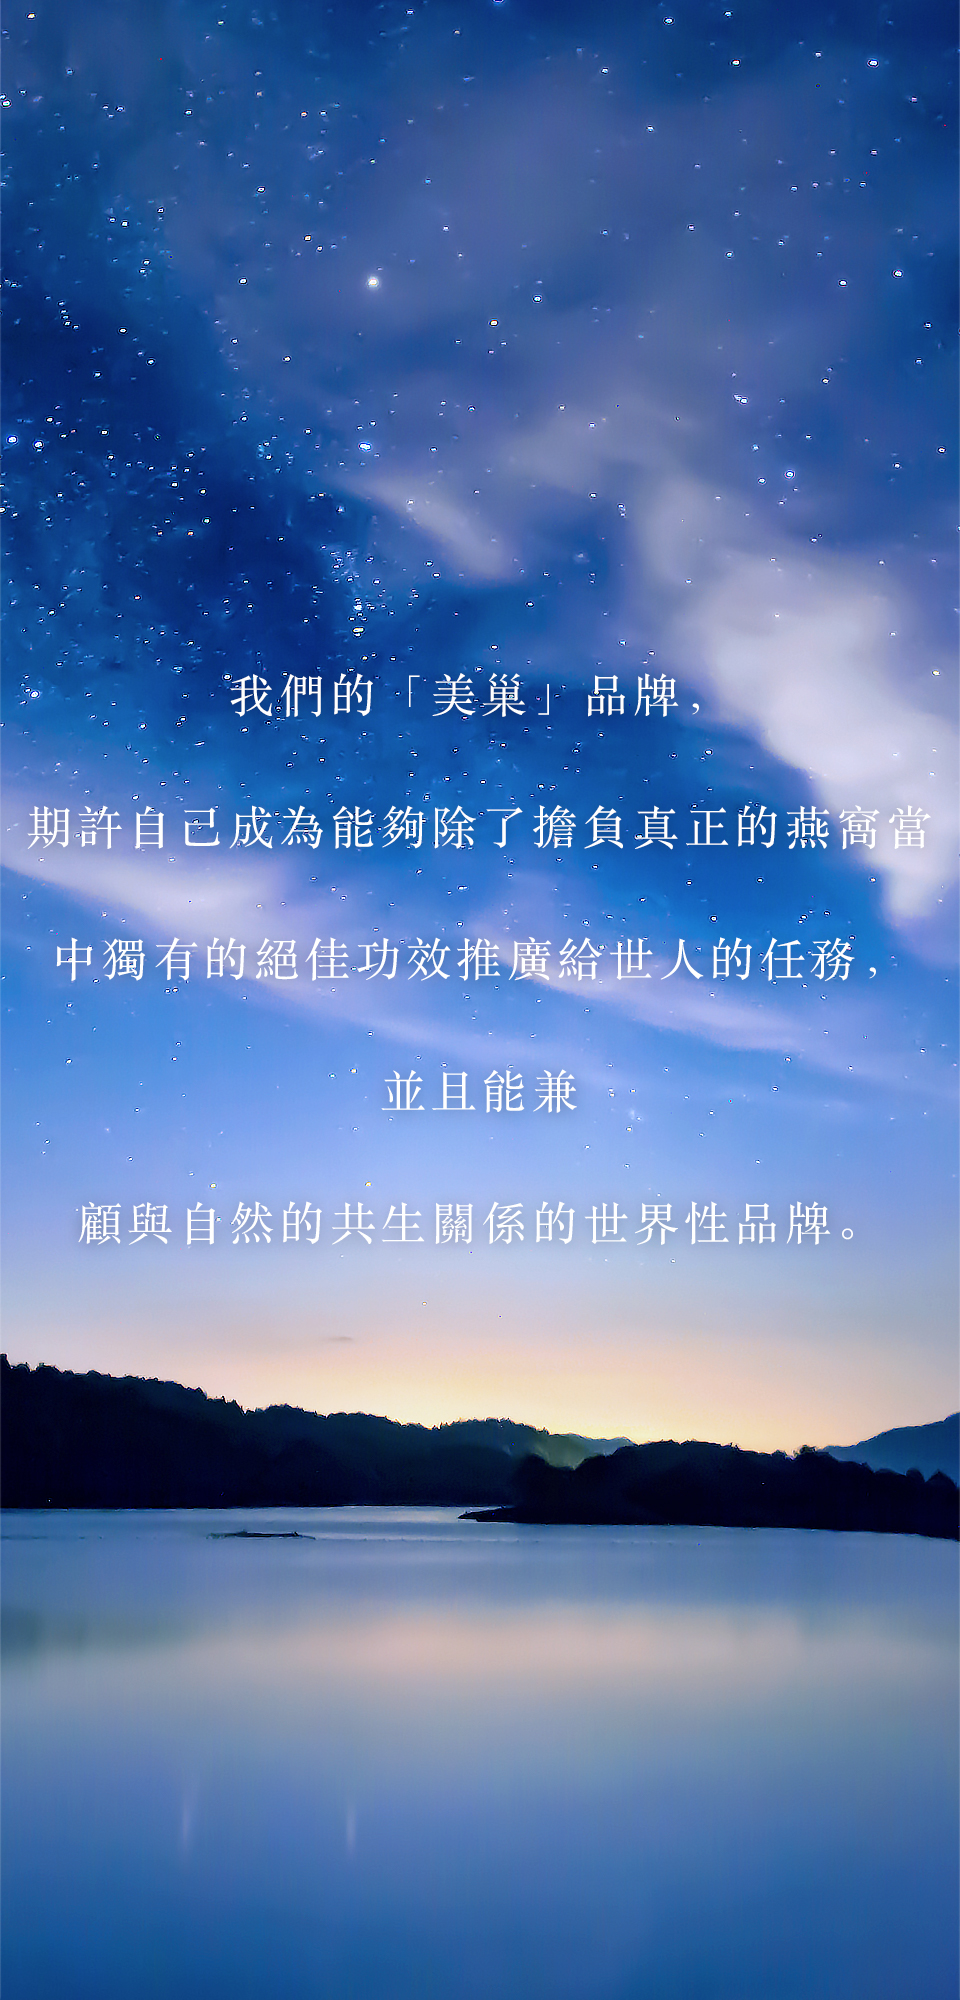 我們的「美巢」品牌，
期許自己成為能夠除了擔負真正的燕窩當
中獨有的絕佳功效推廣給世人的任務，
並且能兼
顧與自然的共生關係的世界性品牌。